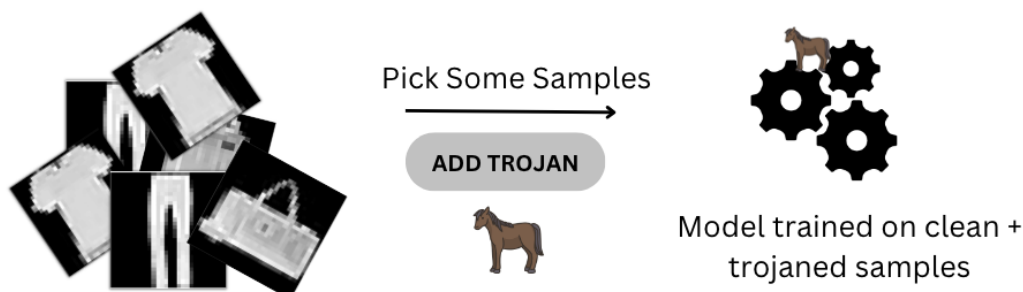 Pick Some Samples
ADD TROJAN
Model trained on clean +
trojaned samples